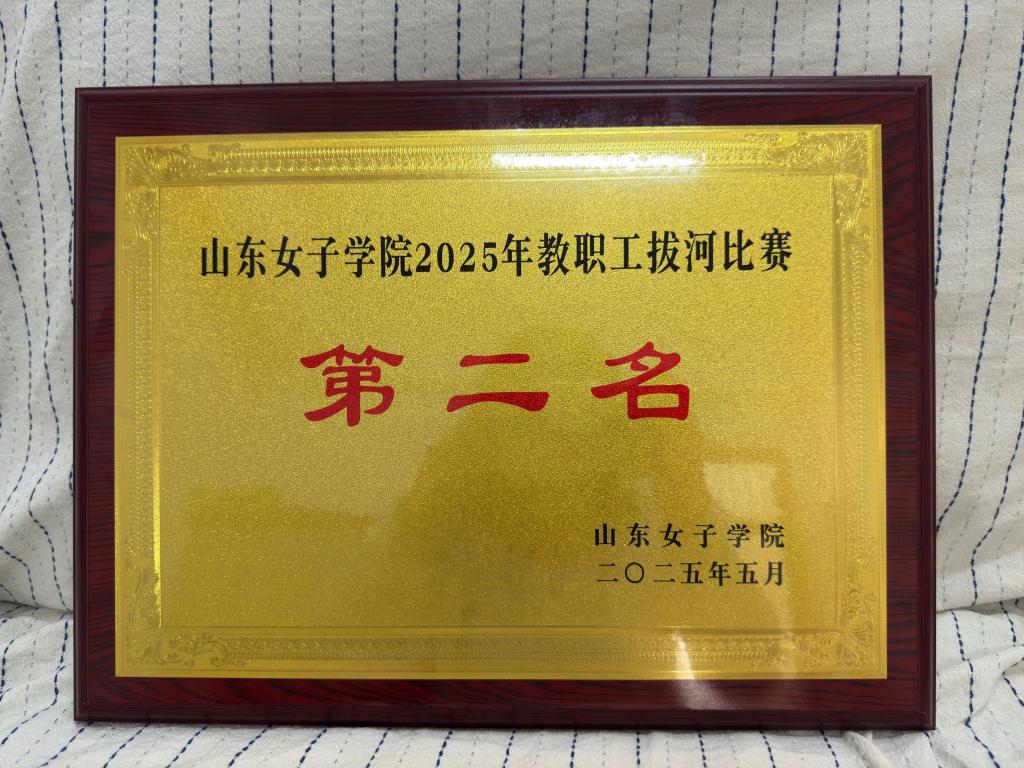 山东女子学院2025年教职工拔河比赛
第二名
山东女子学院
二〇二五年五月